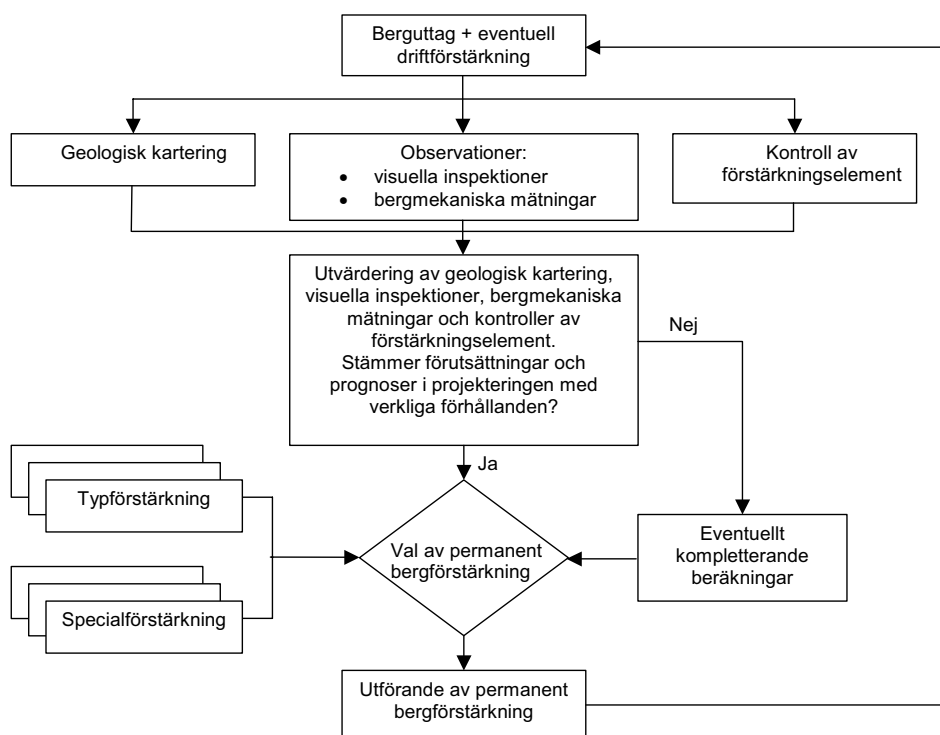 Berguttag + eventuell
driftförstärkning
Geologisk kartering
Observationer:
• visuella inspektioner
• bergmekaniska mätningar
Kontroll av
förstärkningselement
Utvärdering av geologisk kartering,
visuella inspektioner, bergmekaniska
mätningar och kontroller av
förstärkningselement.
Stämmer förutsättningar och
prognoser i projekteringen med
verkliga förhållanden?
Nej
Ja
Typförstärkning
Specialförstärkning
Val av permanent
bergförstärkning
Eventuellt
kompletterande
beräkningar
Utförande av permanent
bergförstärkning